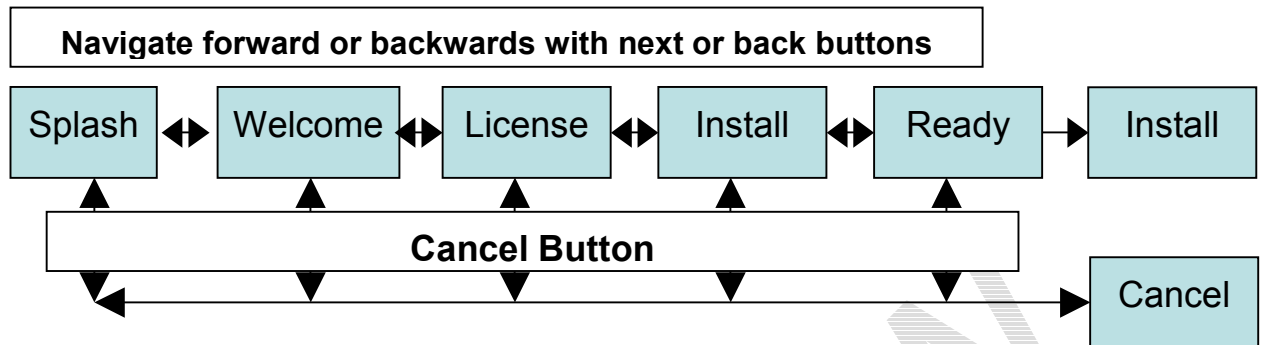 Navigate forward or backwards with next or back buttons
Splash
Welcome
License
Install
Ready
Install
Cancel Button
Cancel